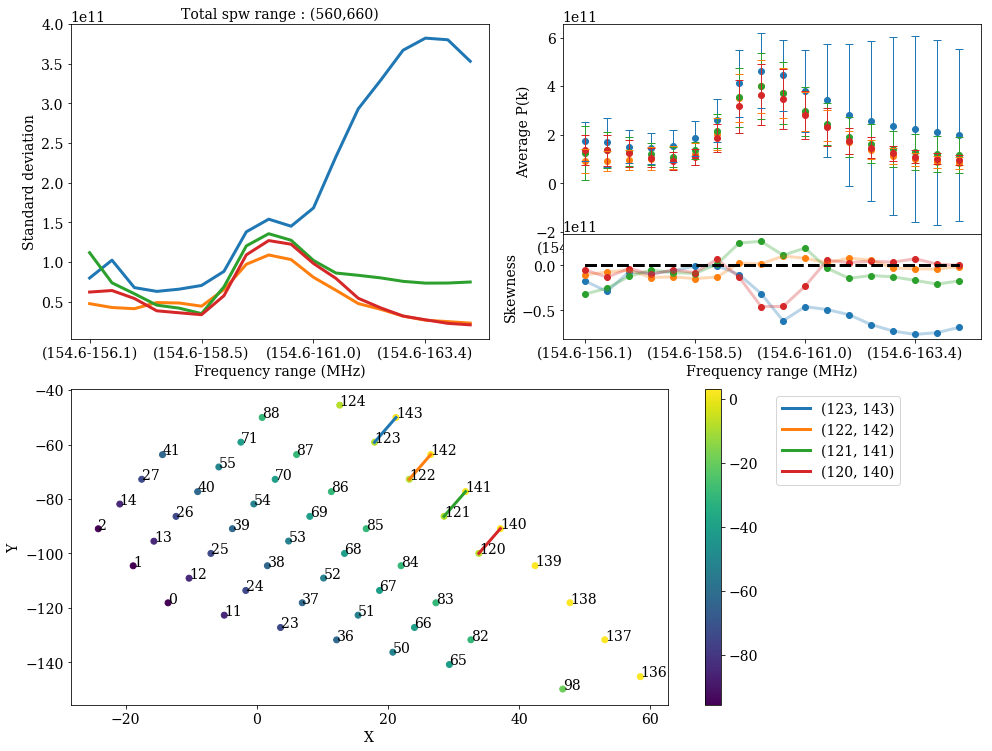 Total spw range : (560,660)
1e11
4.0
3.5
3.0
2.5
2.0
1.5
1.0
0.5
Standard deviation
(154.6-156.1) (154.6-158.5) (154.6-161.0) (154.6-163.4)
Frequency range (MHz)
1e11
6
4
2
0
−2
Average P(k)
1e11
(154
0.0
−0.5
Skewness
(154.6-156.1) (154.6-158.5) (154.6-161.0) (154.6-163.4)
Frequency range (MHz)
−40
−60
−80
−100
−120
−140
Y
−20 0 20 40 60
X
124
88 143
71 123
41 87 142
55
27 70 122
40 86 141
14 54
26 69 121
2 39 85 140
13 53
25 68 120
1 38 84 139
12 52
24 67
0 37 83 138
11 51
23 66
36 82 137
50
65 136
98
0
−20
−40
−60
−80
(123, 143)
(122, 142)
(121, 141)
(120, 140)